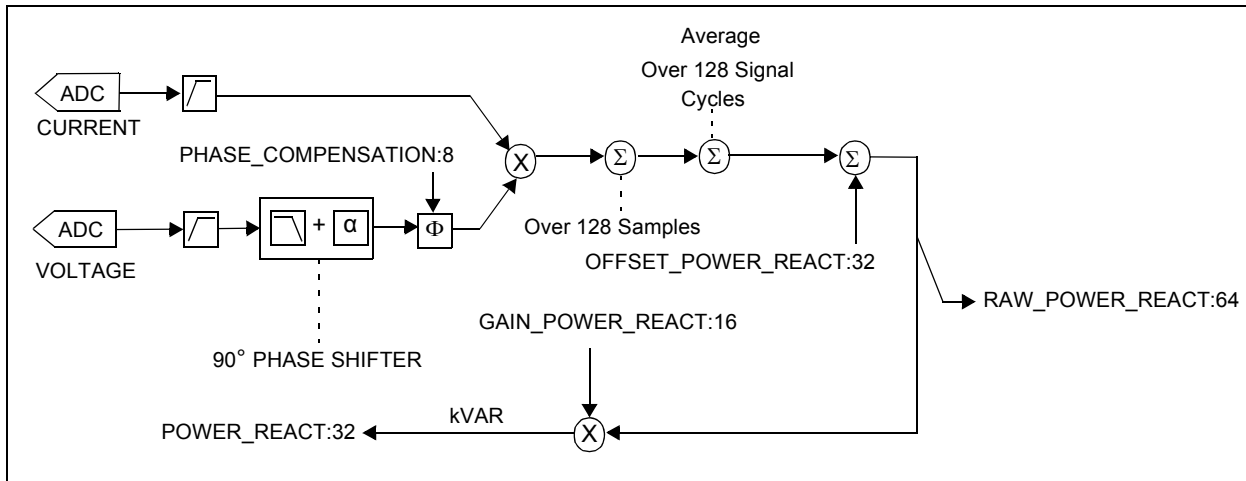 Average
Over 128 Signal
Cycles
ADC
CURRENT
PHASE_COMPENSATION:8
X
Σ
Σ
Σ
ADC
VOLTAGE
+
α
Φ
Over 128 Samples
OFFSET_POWER_REACT:32
RAW_POWER_REACT:64
GAIN_POWER_REACT:16
90° PHASE SHIFTER
kVAR
POWER_REACT:32
X